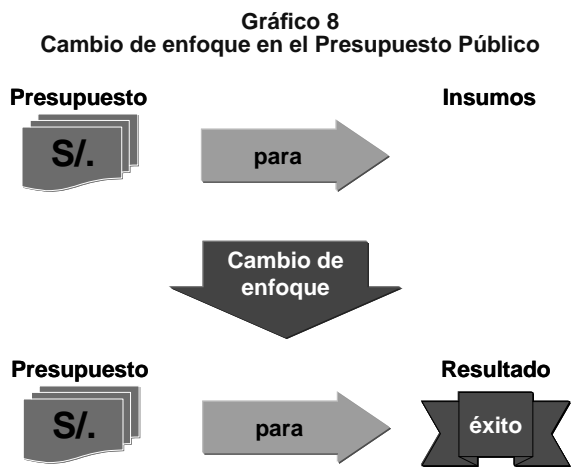 Gráfico 8
Cambio de enfoque en el Presupuesto Público
Presupuesto
Insumos
S/.
para
Cambio de
enfoque
Presupuesto
Resultado
S/.
para
éxito